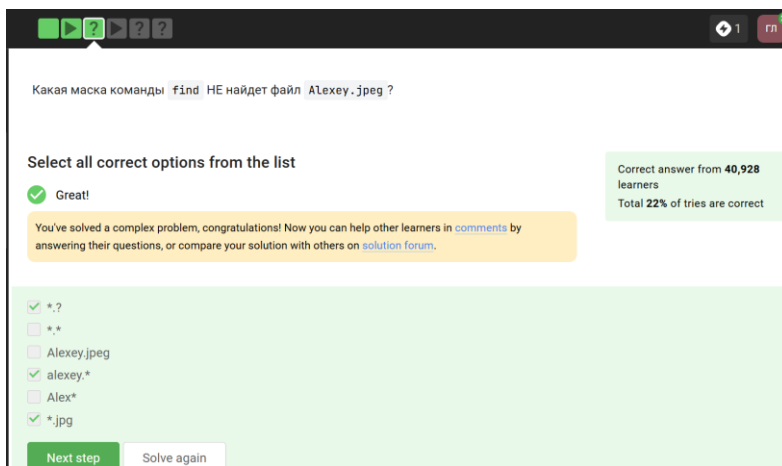 ? ? ?
1
ГЛ
Какая маска команды find НЕ найдет файл Alexey.jpeg ?
Select all correct options from the list
Great!
You've solved a complex problem, congratulations! Now you can help other learners in comments by
answering their questions, or compare your solution with others on solution forum.
Correct answer from 40,928
learners
Total 22% of tries are correct
*.?
*.*
Alexey.jpeg
alexey.*
Alex*
*.jpg
Next step
Solve again